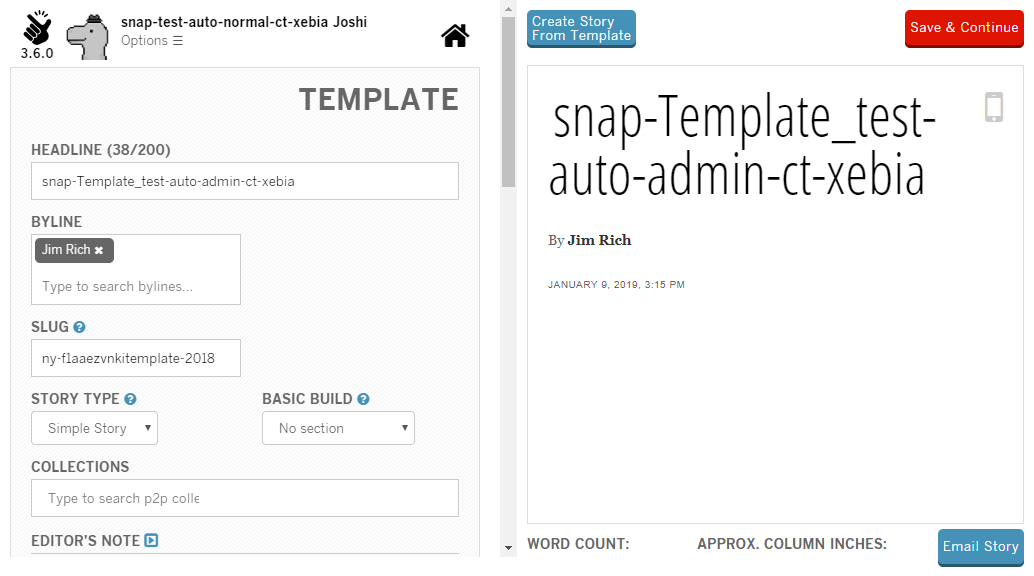 snap-test-auto-normal-ct-xebia Joshi
Options ☰
3.6.0
TEMPLATE
HEADLINE (38/200)
snap-Template_test-auto-admin-ct-xebia
BYLINE
Jim Rich ✖
Type to search bylines...
SLUG ?
ny-f1aaezvnkitemplate-2018
STORY TYPE ? BASIC BUILD ?
Simple Story ▼ No section ▼
COLLECTIONS
Type to search p2p colle
EDITOR'S NOTE
Create Story
From Template
Save & Continue
snap-Template_test-
auto-admin-ct-xebia
By Jim Rich
JANUARY 9, 2019, 3:15 PM
WORD COUNT: APPROX. COLUMN INCHES:
Email Story